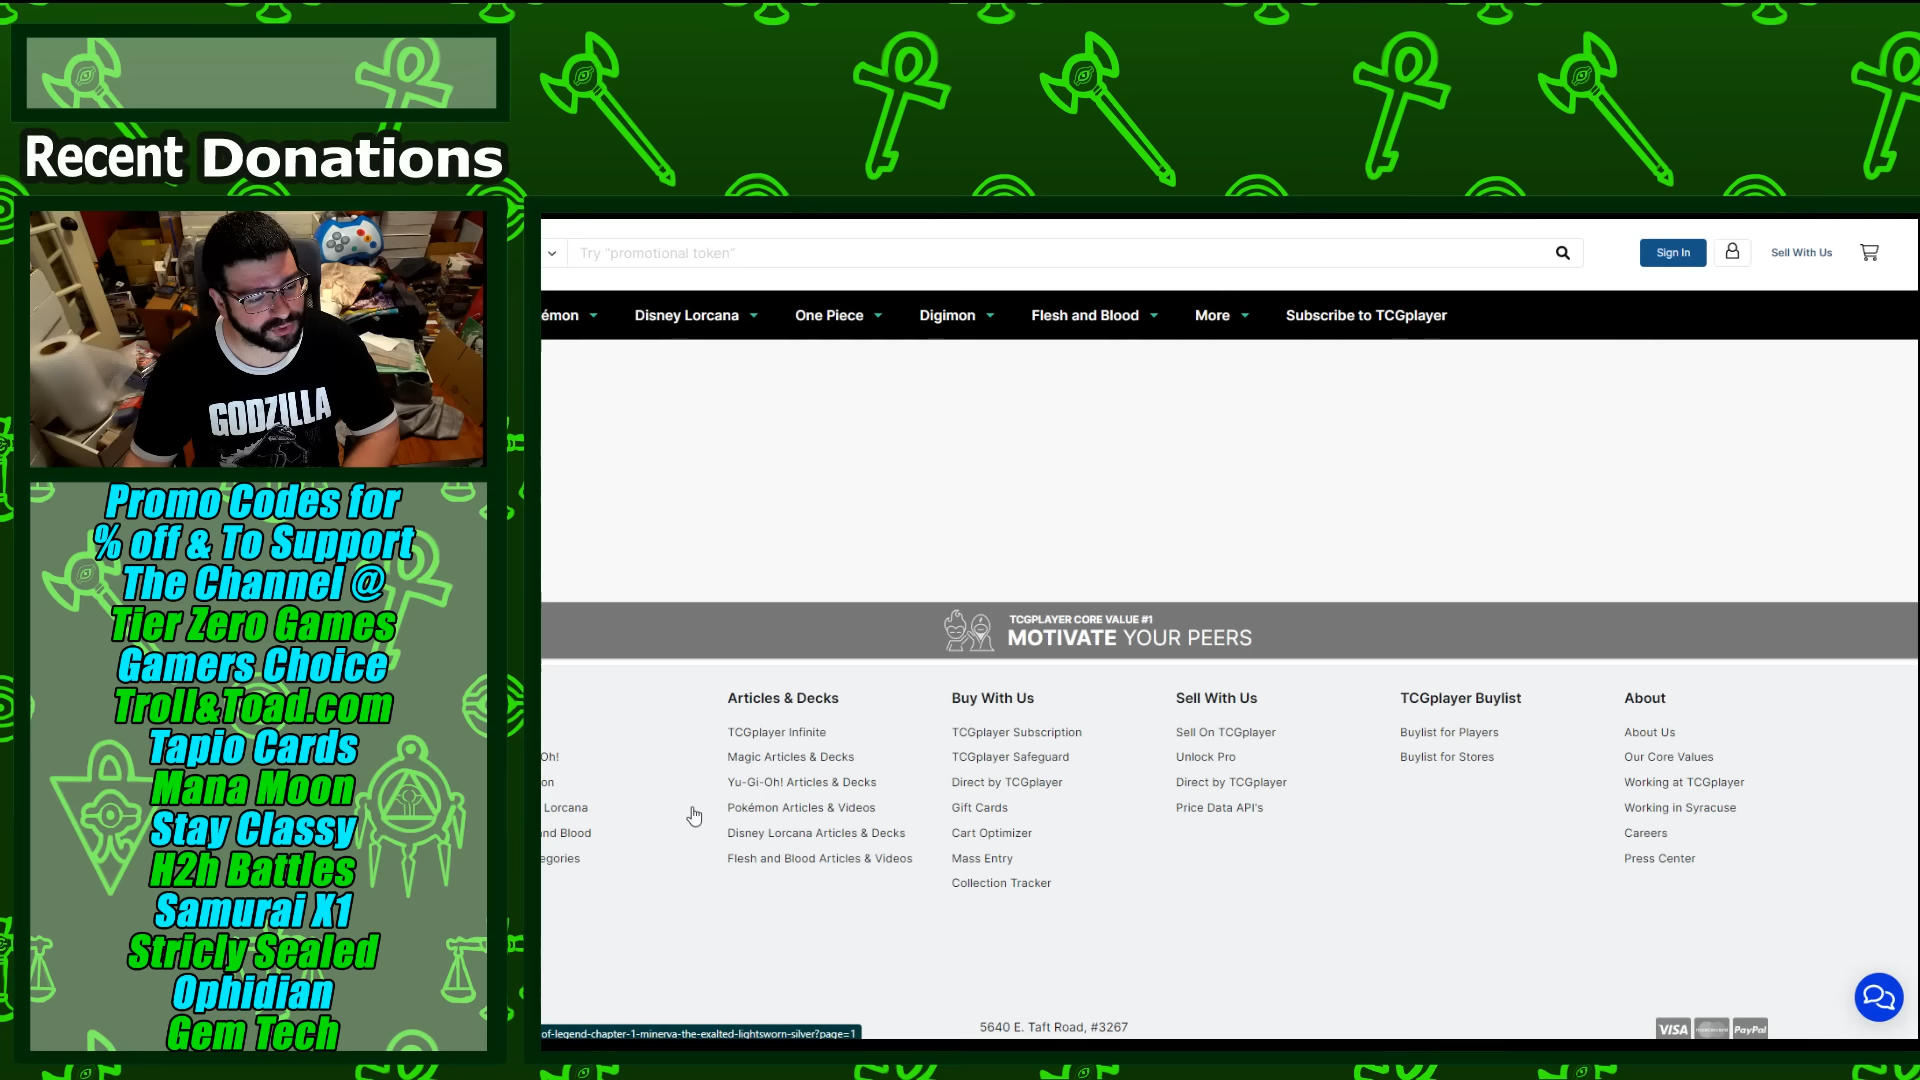 Recent Donations
GODZILLA
Promo Codes for
% off & To Support
The Channel @
Tier Zero Games
Gamers Choice
Troll&Toad.com
Tapio Cards
Mana Moon
Stay Classy
H2h Battles
Samurai X1
Stricly Sealed
Ophidian
Gem Tech
Try "promotional token"
Sign In
Sell With Us
émon
Disney Lorcana
One Piece
Digimon
Flesh and Blood
More
Subscribe to TCGplayer
TCGPLAYER CORE VALUE #1
MOTIVATE YOUR PEERS
Oh!
on
Lorcana
and Blood
egories
Articles & Decks
TCGplayer Infinite
Magic Articles & Decks
Yu-Gi-Oh! Articles & Decks
Pokémon Articles & Videos
Disney Lorcana Articles & Decks
Flesh and Blood Articles & Videos
Buy With Us
TCGplayer Subscription
TCGplayer Safeguard
Direct by TCGplayer
Gift Cards
Cart Optimizer
Mass Entry
Collection Tracker
Sell With Us
Sell On TCGplayer
Unlock Pro
Direct by TCGplayer
Price Data API's
TCGplayer Buylist
Buylist for Players
Buylist for Stores
About
About Us
Our Core Values
Working at TCGplayer
Working in Syracuse
Careers
Press Center
5640 E. Taft Road, #3267
VISA
PayPal
of-legend-chapter-1-minerva-the-exalted-lightsworn-silver?page=1